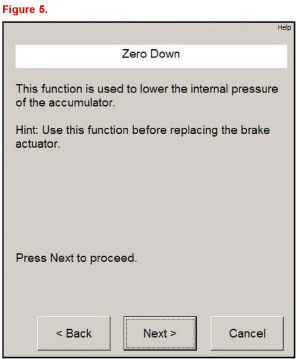 Figure 5.
Help
Zero Down
This function is used to lower the internal pressure
of the accumulator.
Hint: Use this function before replacing the brake
actuator.
Press Next to proceed.
< Back
Next >
Cancel